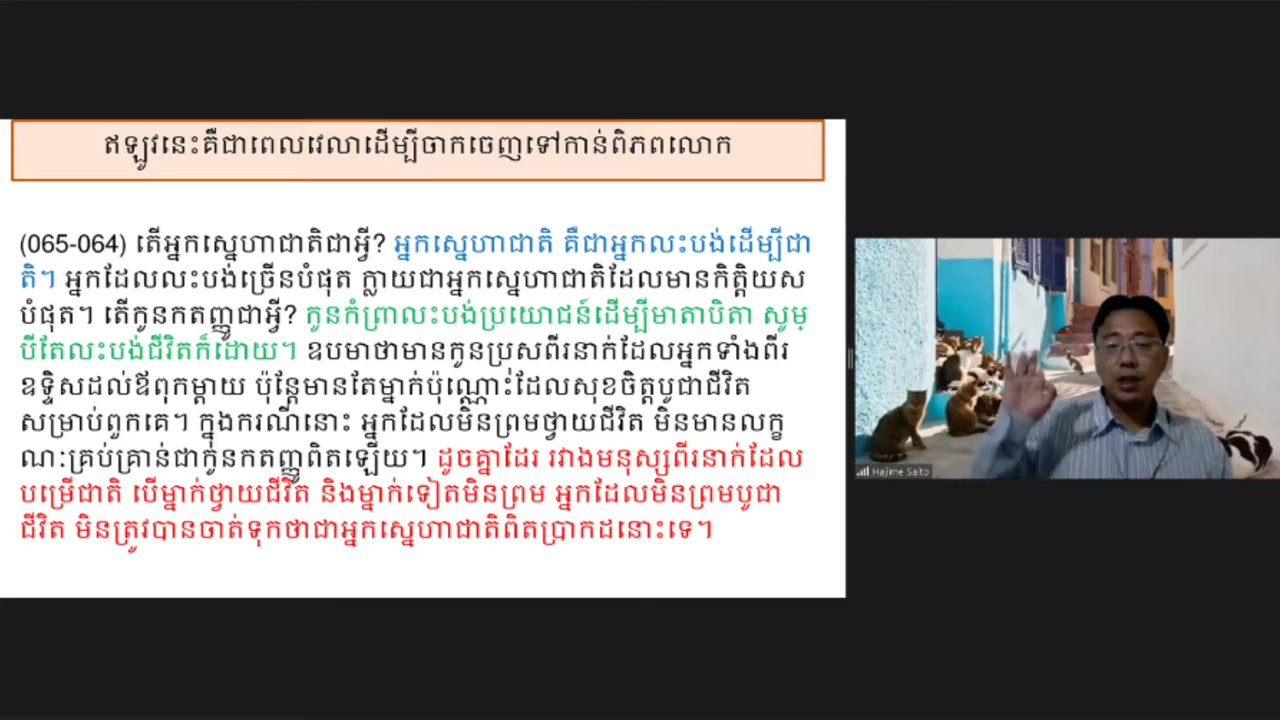 ឥឡូវនេះគឺជាពេលវេលាដើម្បីចាកចេញទៅកាន់ពិភពលោក
(065-064) តើអ្នកស្នេហាជាតិជាអ្វី? អ្នកស្នេហាជាតិ គឺជាអ្នកលះបង់ដើម្បីជា
តិ។ អ្នកដែលលះបង់ច្រើនបំផុត ក្លាយជាអ្នកស្នេហាជាតិដែលមានកិត្តិយស
បំផុត។ តើកូនកតញ្ញូជាអ្វី? កូនកំព្រាលះបង់ប្រយោជន៍ដើម្បីមាតាបិតា សូម្
បីតែលះបង់ជីវិតក៏ដោយ។ ឧបមាថាមានកូនប្រុសពីរនាក់ដែលអ្នកទាំងពីរ
ឧទ្ទិសដល់ឪពុកម្តាយ ប៉ុន្តែមានតែម្នាក់ប៉ុណ្ណោះដែលសុខចិត្តបូជាជីវិត
សម្រាប់ពួកគេ។ ក្នុងករណីនោះ អ្នកដែលមិនព្រមថ្វាយជីវិត មិនមានលក្ខ
ណៈគ្រប់គ្រាន់ជាកូនកតញ្ញូពិតឡើយ។ ដូចគ្នាដែរ រវាងមនុស្សពីរនាក់ដែល
បម្រើជាតិ បើម្នាក់ថ្វាយជីវិត និងម្នាក់ទៀតមិនព្រម អ្នកដែលមិនព្រមបូជា
ជីវិត មិនត្រូវបានចាត់ទុកថាជាអ្នកស្នេហាជាតិពិតប្រាកដនោះទេ។
Hajime Sato